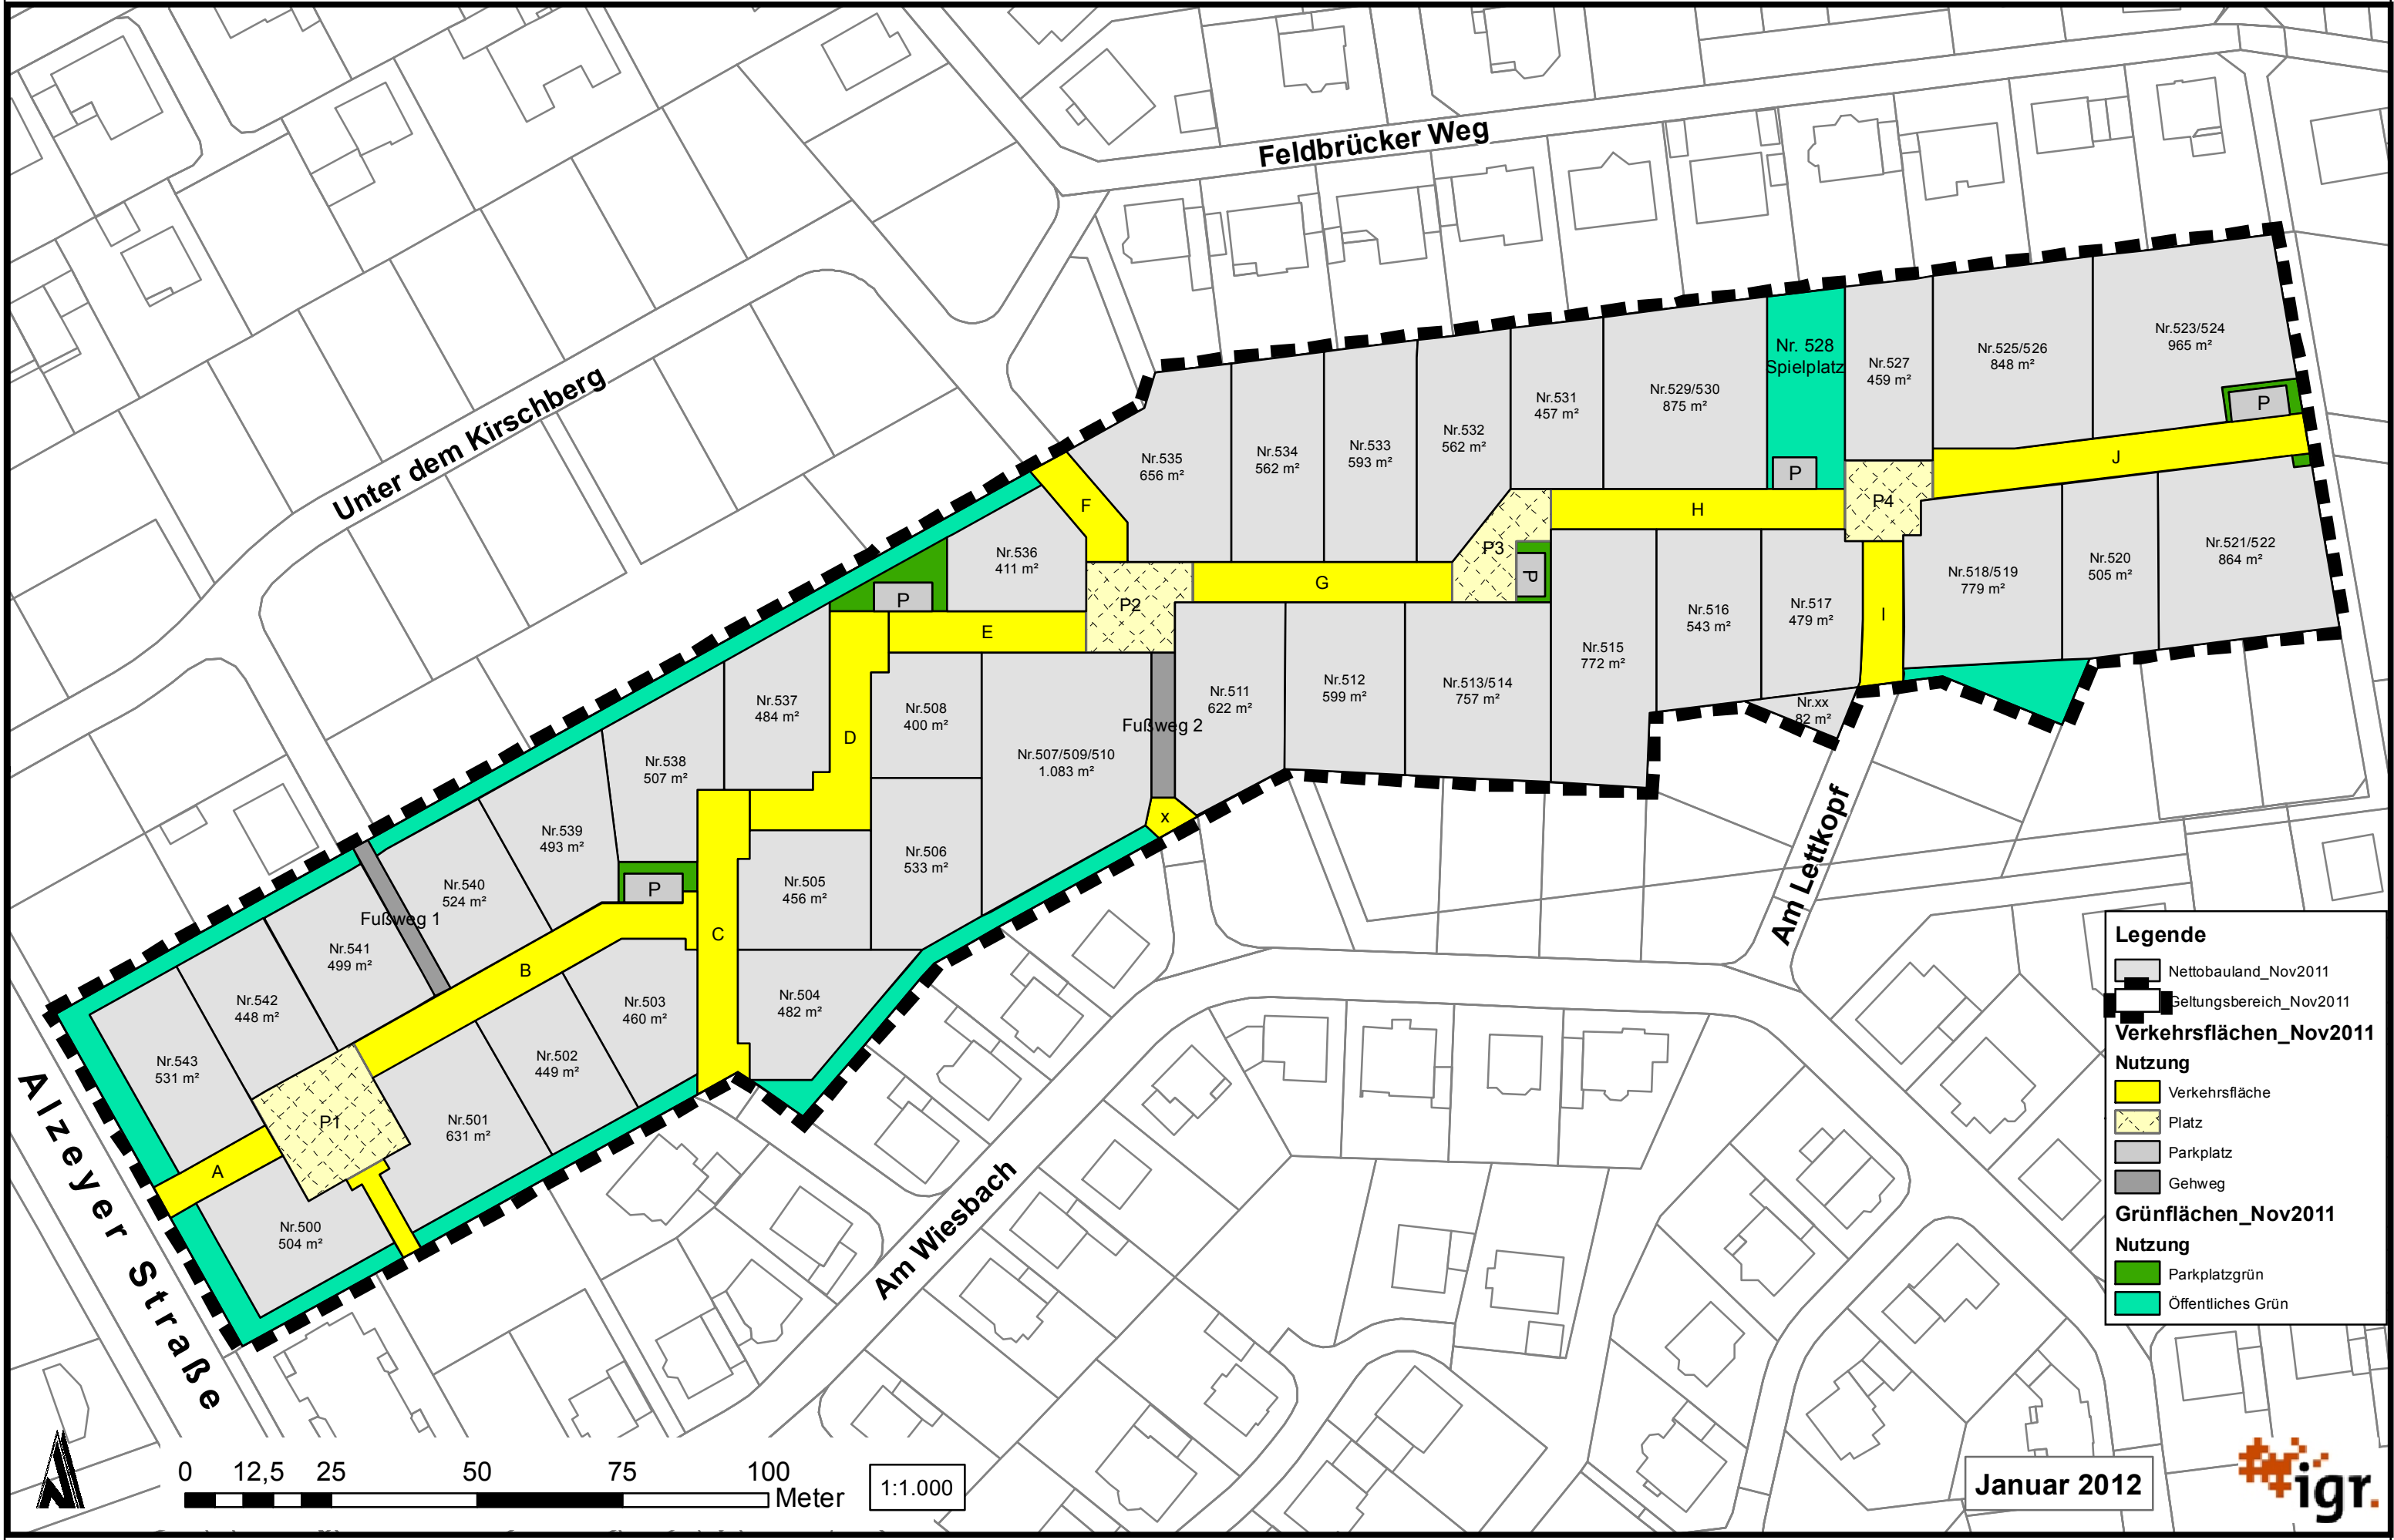 Feldbrücker Weg
Unter dem Kirschberg
Nr.523/524
965 m²
Nr.525/526
848 m²
Nr. 528
Spielplatz
Nr.527
459 m²
Nr.529/530
875 m²
Nr.531
457 m²
Nr.532
562 m²
Nr.533
593 m²
Nr.534
562 m²
Nr.535
656 m²
P
P
J
P4
H
F
P3
P
Nr.536
411 m²
G
P2
P
E
Nr.521/522
864 m²
Nr.520
505 m²
Nr.518/519
779 m²
I
Nr.517
479 m²
Nr.516
543 m²
Nr.515
772 m²
Nr.xx
82 m²
Nr.513/514
757 m²
Nr.512
599 m²
Nr.511
622 m²
Fußweg 2
x
Nr.507/509/510
1.083 m²
Nr.508
400 m²
Nr.537
484 m²
D
Nr.538
507 m²
Nr.506
533 m²
Nr.505
456 m²
Nr.539
493 m²
P
Nr.540
524 m²
Fußweg 1
C
Nr.541
499 m²
B
Nr.542
448 m²
Nr.503
460 m²
Nr.504
482 m²
Nr.543
531 m²
Nr.502
449 m²
P1
Nr.501
631 m²
A
Nr.500
504 m²
Alzeyer Straße
Am Wiesbach
Am Lettkopf
Legende
Nettobauland_Nov2011
Geltungsbereich_Nov2011
Verkehrsflächen_Nov2011
Nutzung
Verkehrsfläche
Platz
Parkplatz
Gehweg
Grünflächen_Nov2011
Nutzung
Parkplatzgrün
Öffentliches Grün
N
0 12,5 25 50 75 100
Meter
1:1.000
Januar 2012
igr.